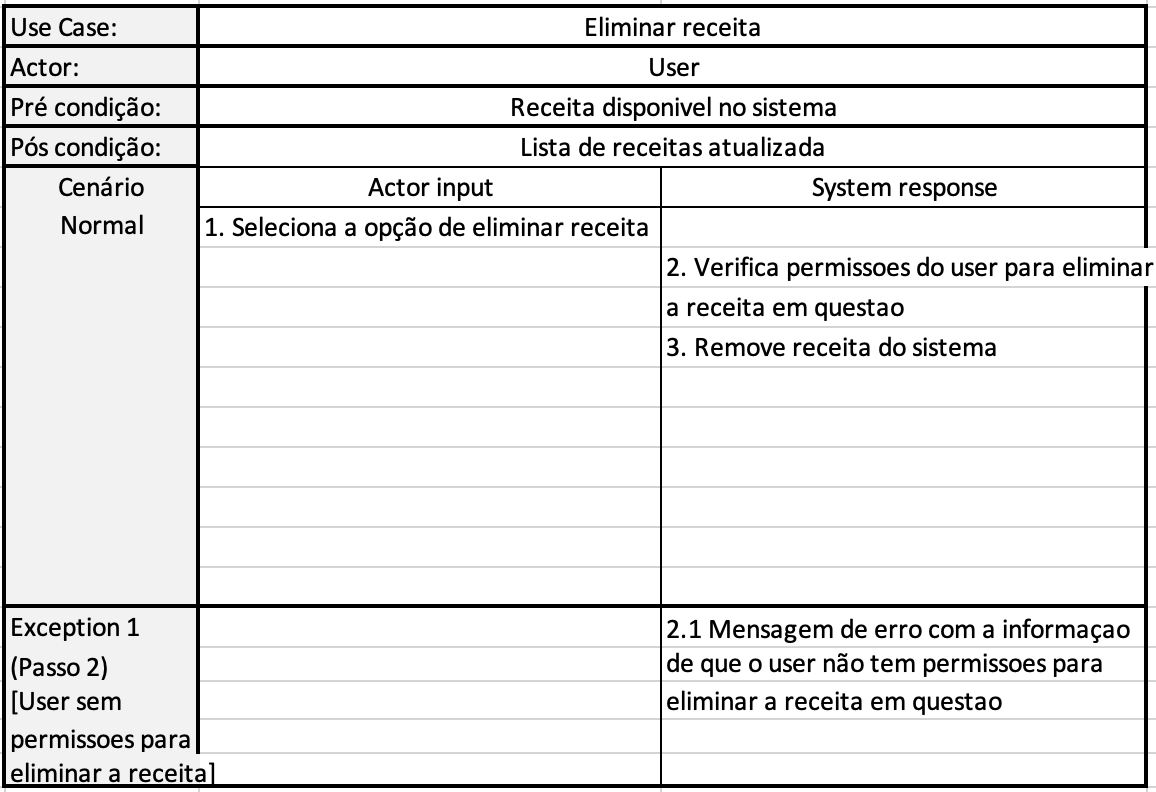 Use Case:
Eliminar receita
Actor:
User
Pré condição:
Receita disponivel no sistema
Pós condição:
Lista de receitas atualizada
Cenário
Normal
Actor input
System response
1. Seleciona a opção de eliminar receita
2. Verifica permissoes do user para eliminar
a receita em questao
3. Remove receita do sistema
Exception 1
(Passo 2)
[User sem
permissoes para
eliminar a receita]
2.1 Mensagem de erro com a informaçao
de que o user não tem permissoes para
eliminar a receita em questao